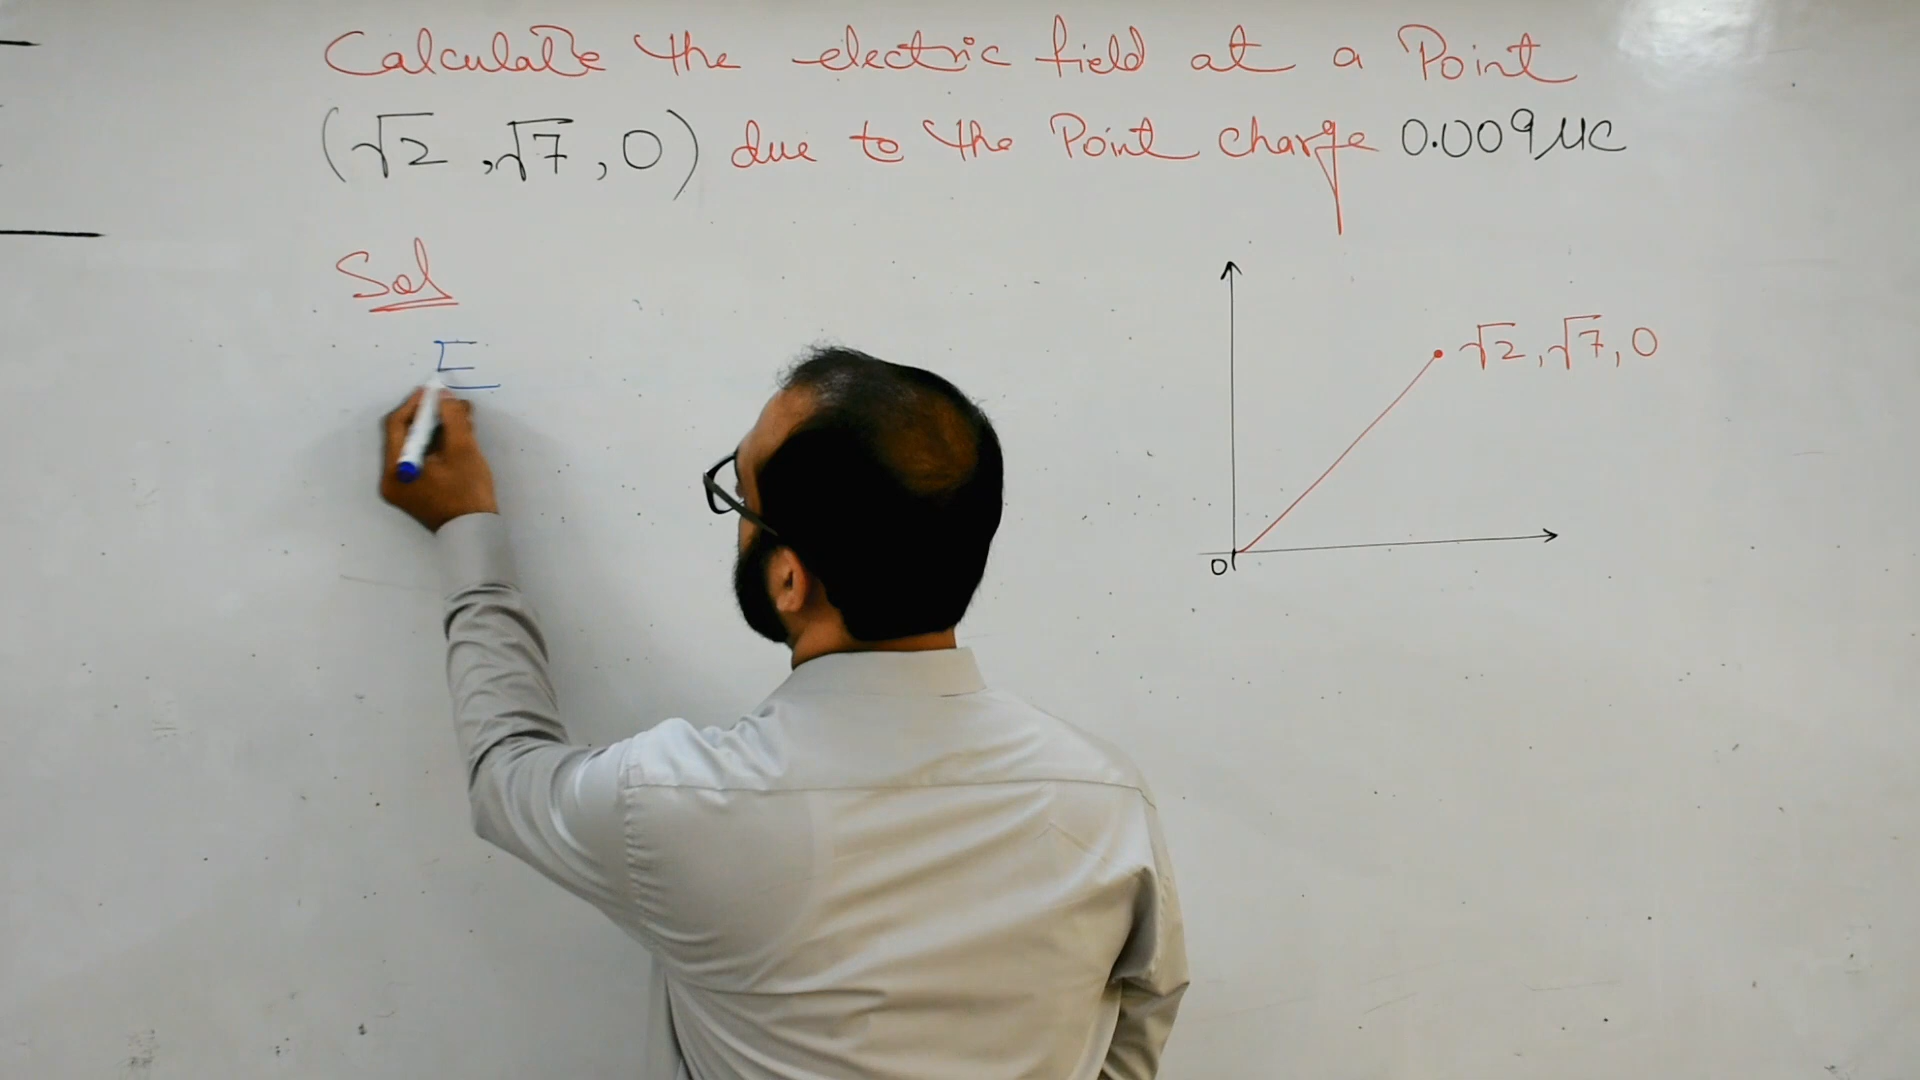 Calculate the electric field at a Point
(√2, √7, 0) due to the Point charge 0.009 μC
Sol
E
√2, √7, 0
0